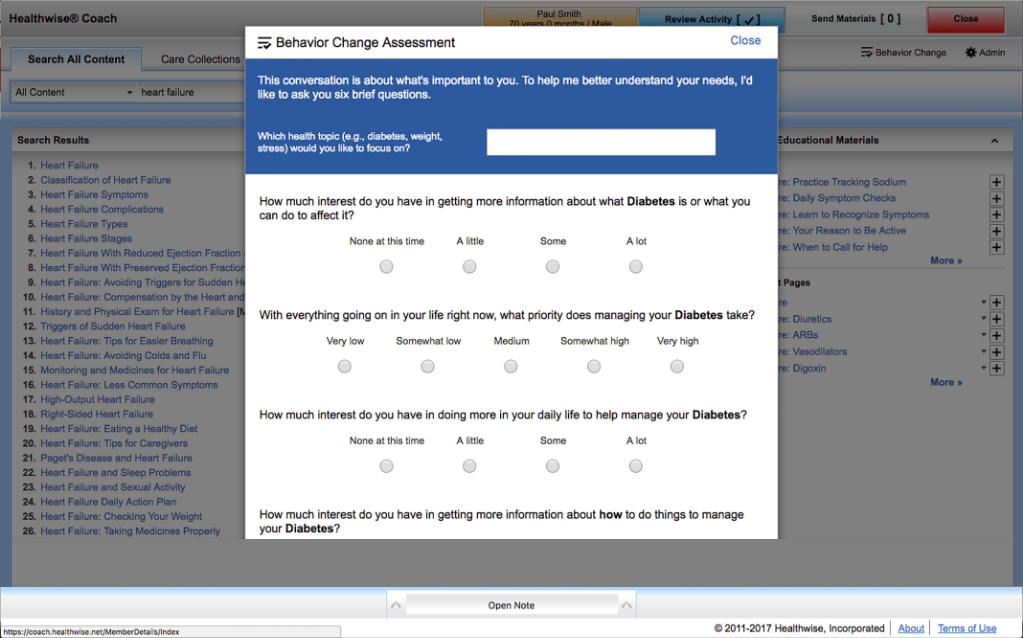 Healthwise® Coach
Paul Smith
70 years 0 months / Male
Review Activity [ ✓ ]
Send Materials [ 0 ]
Close
Search All Content
Care Collections
Behavior Change
Admin
All Content
heart failure
Behavior Change Assessment
Close
This conversation is about what's important to you. To help me better understand your needs, I'd
like to ask you six brief questions.
Which health topic (e.g., diabetes, weight,
stress) would you like to focus on?
How much interest do you have in getting more information about what Diabetes is or what you
can do to affect it?
None at this time A little Some A lot
With everything going on in your life right now, what priority does managing your Diabetes take?
Very low Somewhat low Medium Somewhat high Very high
How much interest do you have in doing more in your daily life to help manage your Diabetes?
None at this time A little Some A lot
How much interest do you have in getting more information about how to do things to manage
your Diabetes?
Search Results
1. Heart Failure
2. Classification of Heart Failure
3. Heart Failure Symptoms
4. Heart Failure Complications
5. Heart Failure Types
6. Heart Failure Stages
7. Heart Failure With Reduced Ejection Fraction
8. Heart Failure With Preserved Ejection Fraction
9. Heart Failure: Avoiding Triggers for Sudden He
10. Heart Failure: Compensation by the Heart and
11. History and Physical Exam for Heart Failure [M
12. Triggers of Sudden Heart Failure
13. Heart Failure: Tips for Easier Breathing
14. Heart Failure: Avoiding Colds and Flu
15. Monitoring and Medicines for Heart Failure
16. Heart Failure: Less Common Symptoms
17. High-Output Heart Failure
18. Right-Sided Heart Failure
19. Heart Failure: Eating a Healthy Diet
20. Heart Failure: Tips for Caregivers
21. Paget's Disease and Heart Failure
22. Heart Failure and Sleep Problems
23. Heart Failure and Sexual Activity
24. Heart Failure Daily Action Plan
25. Heart Failure: Checking Your Weight
26. Heart Failure: Taking Medicines Properly
Educational Materials
re: Practice Tracking Sodium
re: Daily Symptom Checks
re: Learn to Recognize Symptoms
re: Your Reason to Be Active
re: When to Call for Help
More »
t Pages
re
re: Diuretics
re: ARBs
re: Vasodilators
re: Digoxin
More »
Open Note
https://coach.healthwise.net/MemberDetails/Index
© 2011-2017 Healthwise, Incorporated About Terms of Use